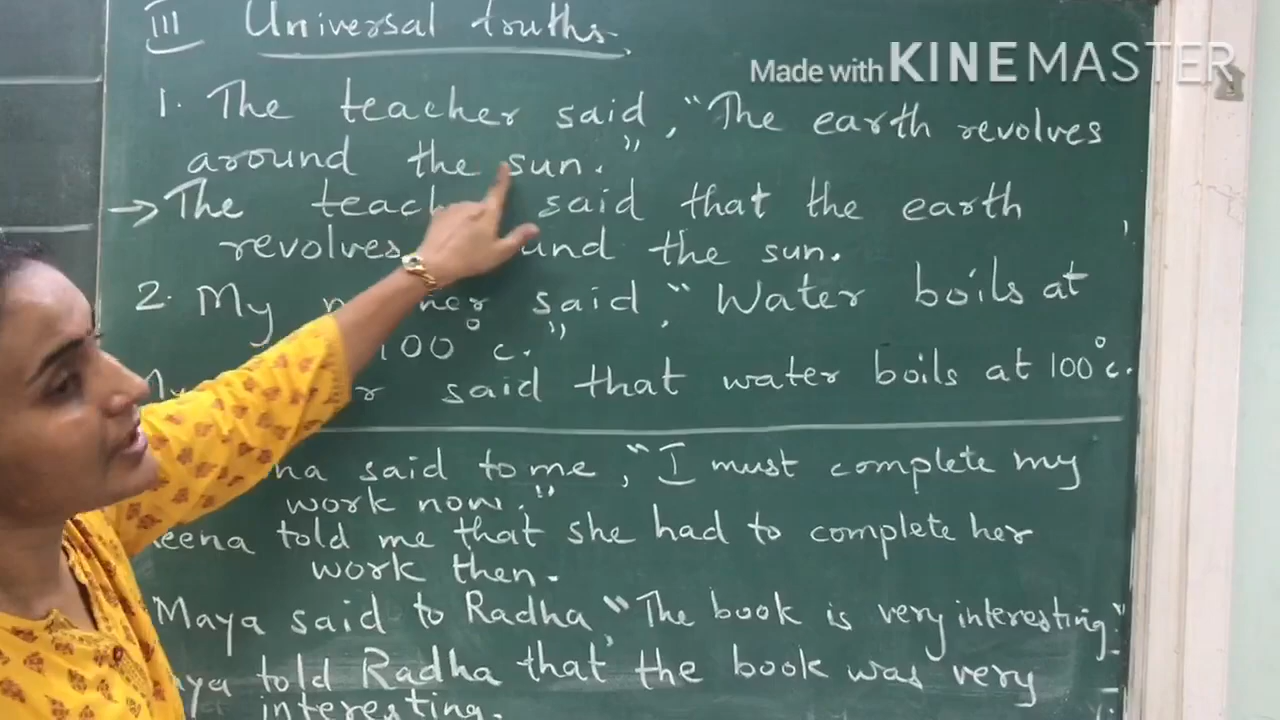 III Universal truths.
Made with KINEMASTER
1. The teacher said, "The earth revolves
around the sun."
→ The said that the earth
revolves the sun.
2. My said, "Water boils at
100° c."
said that water boils at 100° c.
said to me, "I must complete my
work now."
told me that she had to complete her
work then.
Maya said to Radha, "The book is very interesting."
told Radha that the book was very
interesting.